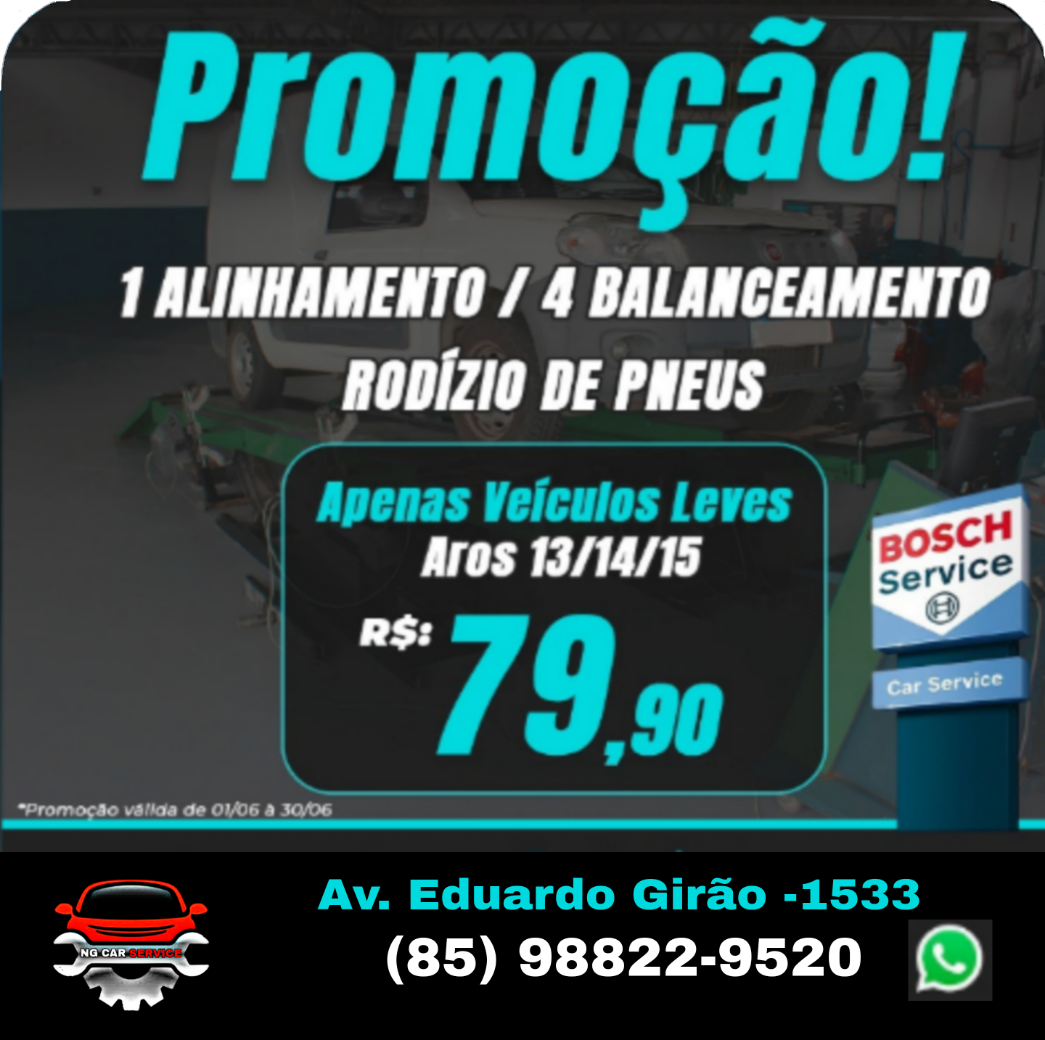 Promoção!
1 ALINHAMENTO / 4 BALANCEAMENTO
RODÍZIO DE PNEUS
Apenas Veículos Leves
Aros 13/14/15
R$: 79,90
BOSCH
Service
Car Service
*Promoção válida de 01/06 à 30/06
Av. Eduardo Girão -1533
NG CAR SERVICE
(85) 98822-9520